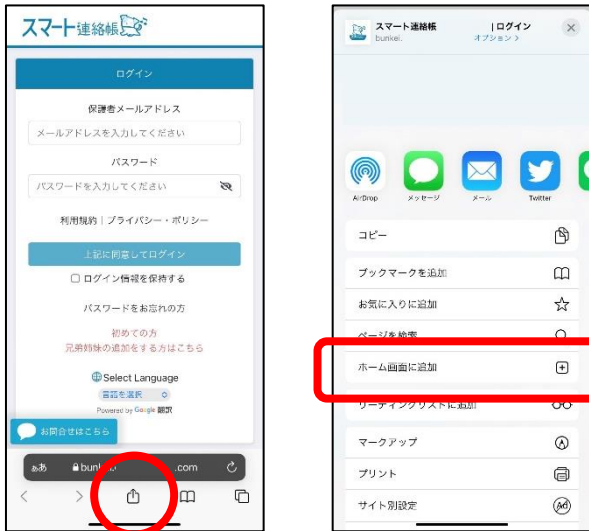 スマート連絡帳
ログイン
保護者メールアドレス
メールアドレスを入力してください
パスワード
パスワードを入力してください
利用規約｜プライバシー・ポリシー
上記に同意してログイン
ログイン情報を保持する
パスワードをお忘れの方
初めての方
兄弟姉妹の追加をする方はこちら
Select Language
言語を選択
Powered by Google 翻訳
お問合せはこちら
ぁあ .com
スマート連絡帳 |ログイン
bunkei. オプション >
AirDrop メッセージ メール Twitter
コピー
ブックマークを追加
お気に入りに追加
ページを検索
ホーム画面に追加
リーディングリストに追加
マークアップ
プリント
サイト別設定 Ad